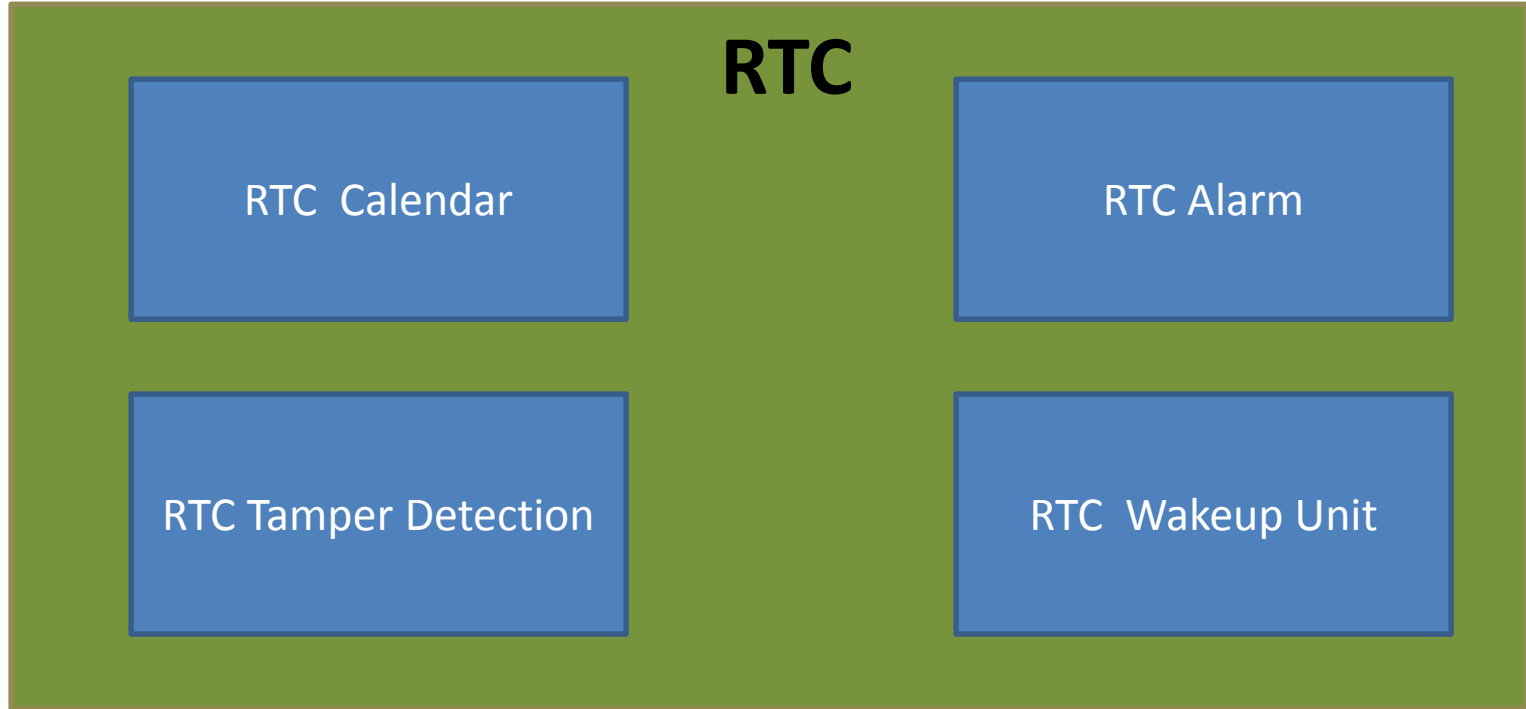 RTC
RTC  Calendar
RTC Alarm
RTC Tamper Detection
RTC  Wakeup Unit